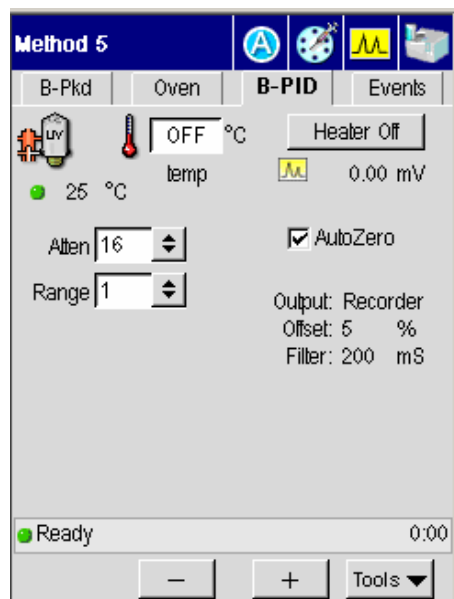 Method 5
A
B-Pkd Oven B-PID Events
UV OFF °C Heater Off
temp 0.00 mV
25 °C
Atten 16 AutoZero
Range 1
Output: Recorder
Offset: 5 %
Filter: 200 mS
Ready 0:00
− + Tools